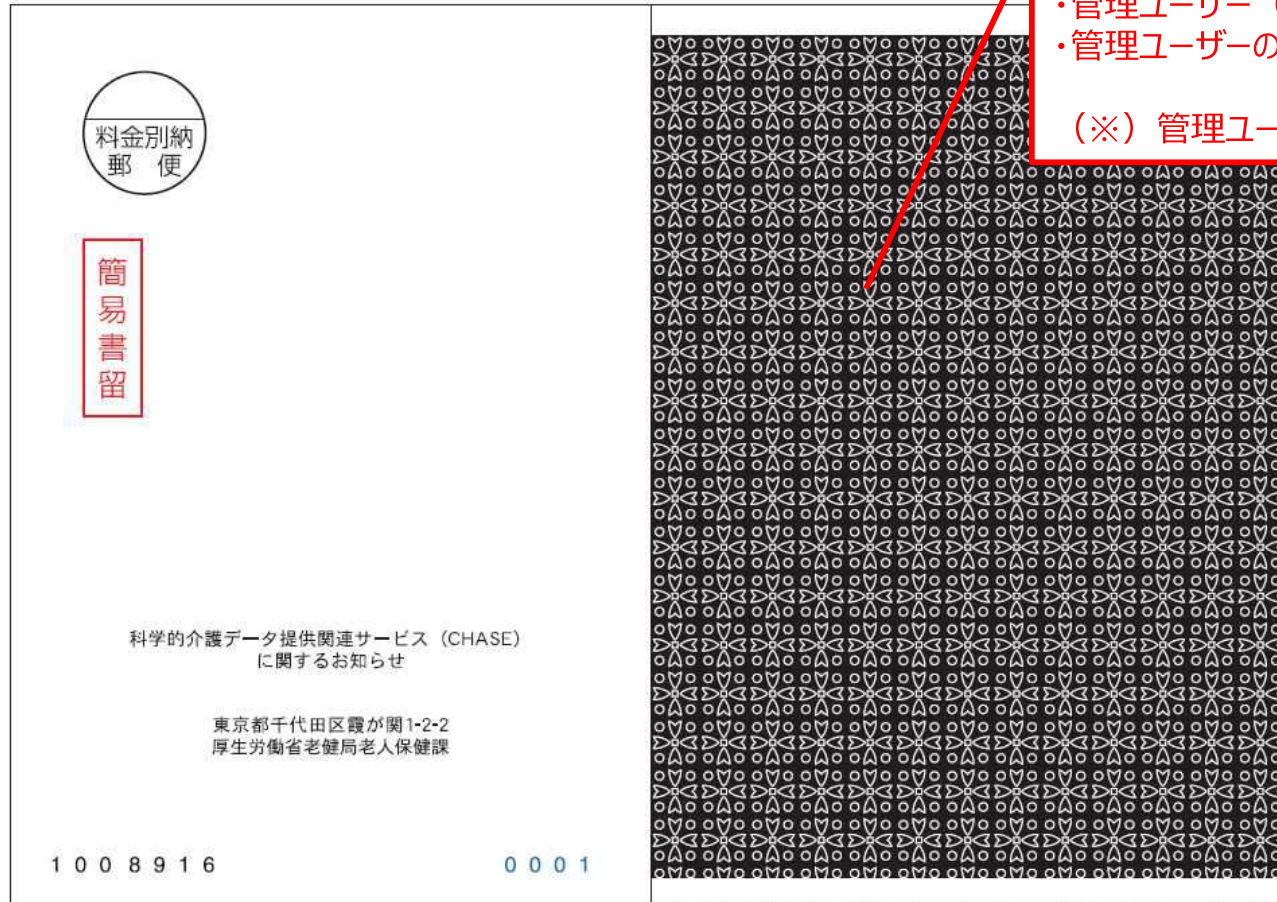 料金別納
郵 便
簡易書留
科学的介護データ提供関連サービス（CHASE）
に関するお知らせ
東京都千代田区霞が関1-2-2
厚生労働省老健局老人保健課
1008916
0001
・管理ユーザーの
（※）管理ユー